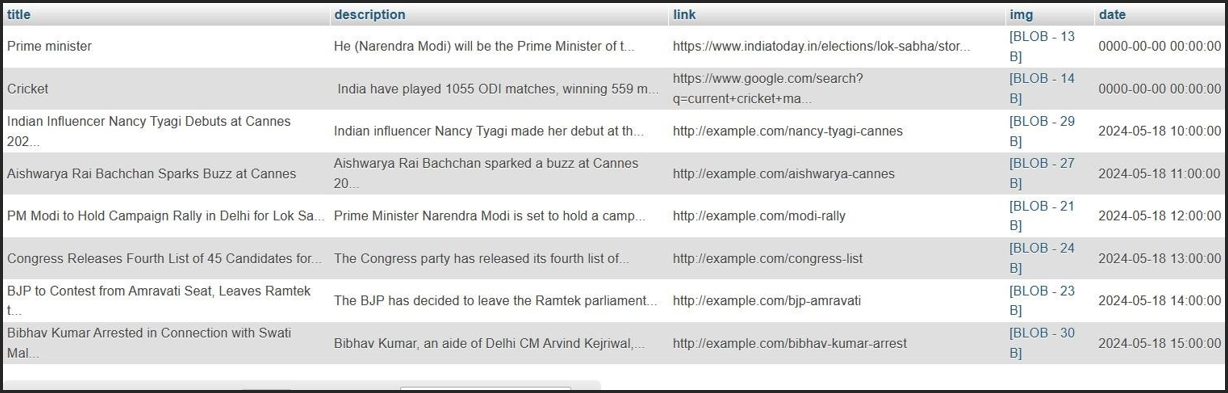 title description link img date
Prime minister He (Narendra Modi) will be the Prime Minister of t... https://www.indiatoday.in/elections/lok-sabha/stor... [BLOB - 13 B] 0000-00-00 00:00:00
Cricket India have played 1055 ODI matches, winning 559 m... https://www.google.com/search?
q=current+cricket+ma... [BLOB - 14 B] 0000-00-00 00:00:00
Indian Influencer Nancy Tyagi Debuts at Cannes
202... Indian influencer Nancy Tyagi made her debut at th... http://example.com/nancy-tyagi-cannes [BLOB - 29 B] 2024-05-18 10:00:00
Aishwarya Rai Bachchan Sparks Buzz at Cannes Aishwarya Rai Bachchan sparked a buzz at Cannes
20... http://example.com/aishwarya-cannes [BLOB - 27 B] 2024-05-18 11:00:00
PM Modi to Hold Campaign Rally in Delhi for Lok Sa... Prime Minister Narendra Modi is set to hold a camp... http://example.com/modi-rally [BLOB - 21 B] 2024-05-18 12:00:00
Congress Releases Fourth List of 45 Candidates for... The Congress party has released its fourth list of... http://example.com/congress-list [BLOB - 24 B] 2024-05-18 13:00:00
BJP to Contest from Amravati Seat, Leaves Ramtek
t... The BJP has decided to leave the Ramtek parliament... http://example.com/bjp-amravati [BLOB - 23 B] 2024-05-18 14:00:00
Bibhav Kumar Arrested in Connection with Swati
Mal... Bibhav Kumar, an aide of Delhi CM Arvind Kejriwal,... http://example.com/bibhav-kumar-arrest [BLOB - 30 B] 2024-05-18 15:00:00